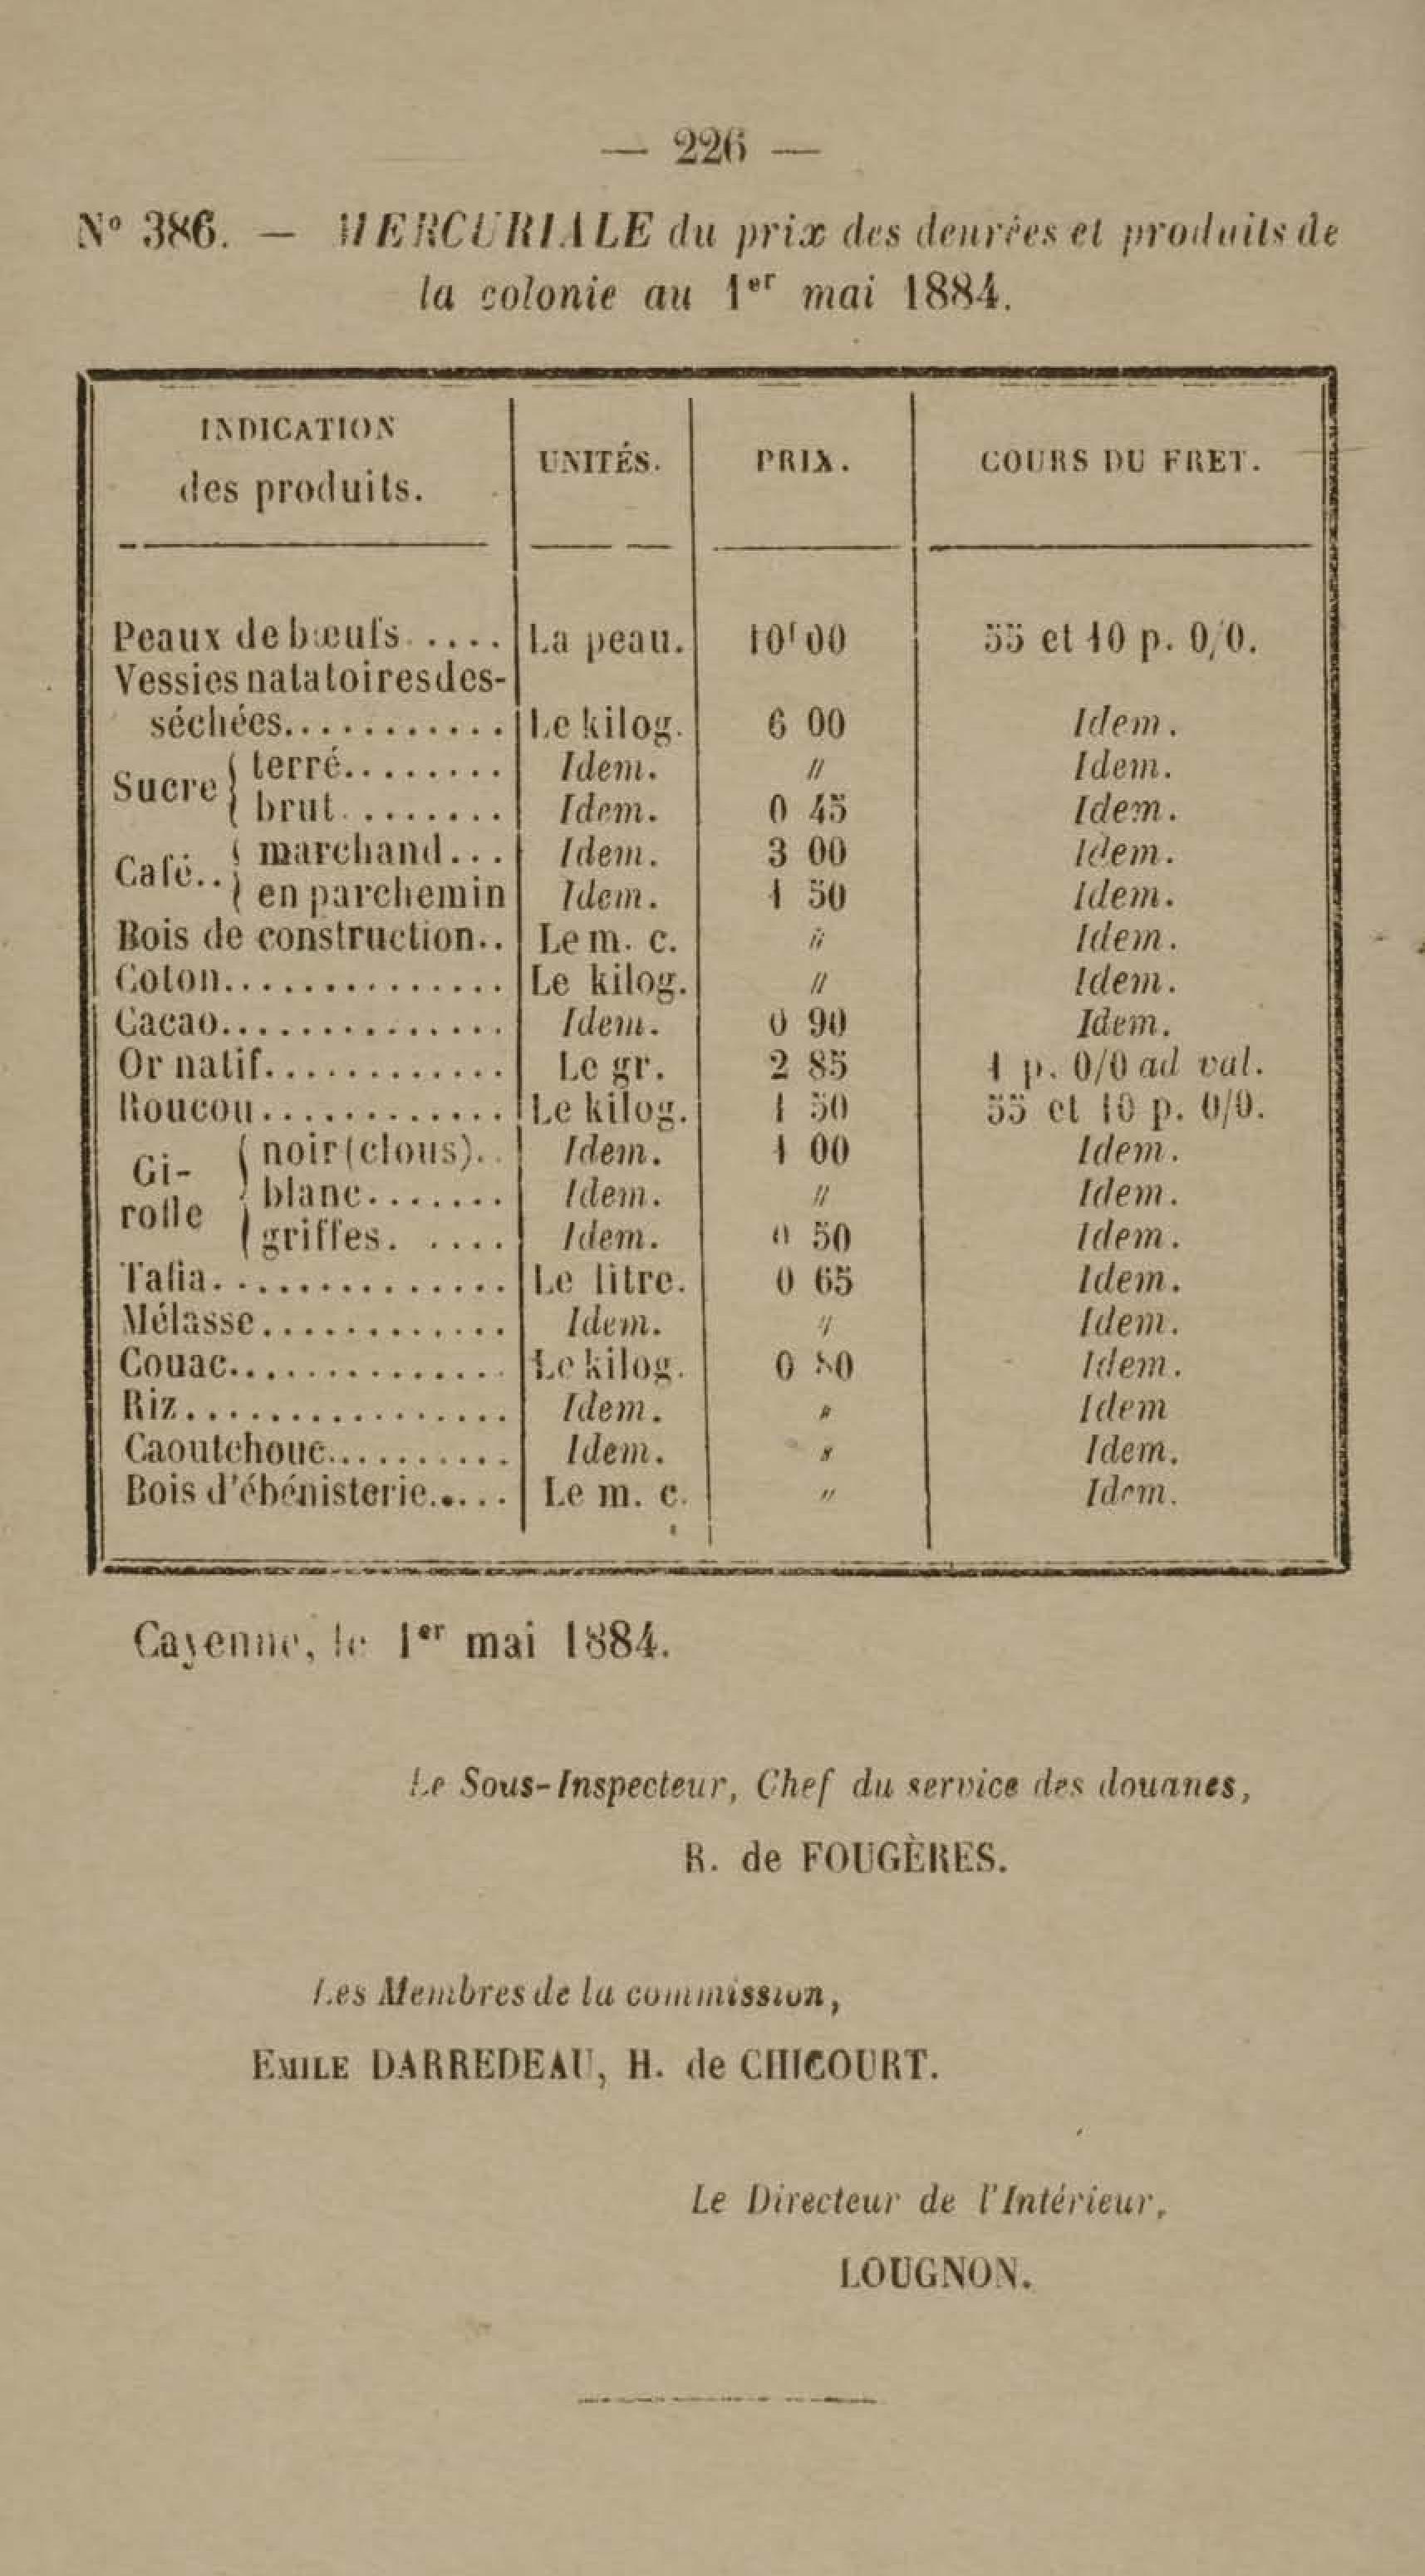 — 226 —
N° 386. — MERCURIALE du prix des denrées et produits de
la colonie au 1er mai 1884.
INDICATION
des produits.
UNITÉS.
PRIX.
COURS DU FRET.
Peaux de bœufs..... La peau. 10f 00 55 et 10 p. 0/0.
Vessies natatoires des-
séchées........... Le kilog. 6 00 Idem.
Sucre { terré........ Idem. " Idem.
{ brut......... Idem. 0 45 Idem.
Café.. { marchand... Idem. 3 00 Idem.
{ en parchemin Idem. 1 50 Idem.
Bois de construction.. Le m. c. " Idem.
Coton.............. Le kilog. " Idem.
Cacao.............. Idem. 0 90 Idem.
Or natif............. Le gr. 2 85 1 p. 0/0 ad val.
Roucou............ Le kilog. 1 50 55 et 10 p. 0/0.
Gi-rolle { noir (clous).. Idem. 1 00 Idem.
{ blanc....... Idem. " Idem.
{ griffes. .... Idem. 0 50 Idem.
Tafia.............. Le litre. 0 65 Idem.
Mélasse............ Idem. " Idem.
Couac.............. Le kilog. 0 80 Idem.
Riz................ Idem. " Idem
Caoutchouc.......... Idem. " Idem.
Bois d'ébénisterie..... Le m. c. " Idem.
Cayenne, le 1er mai 1884.
Le Sous-Inspecteur, Chef du service des douanes,
R. de FOUGÈRES.
Les Membres de la commission,
EMILE DARREDEAU, H. de CHICOURT.
Le Directeur de l'Intérieur,
LOUGNON.